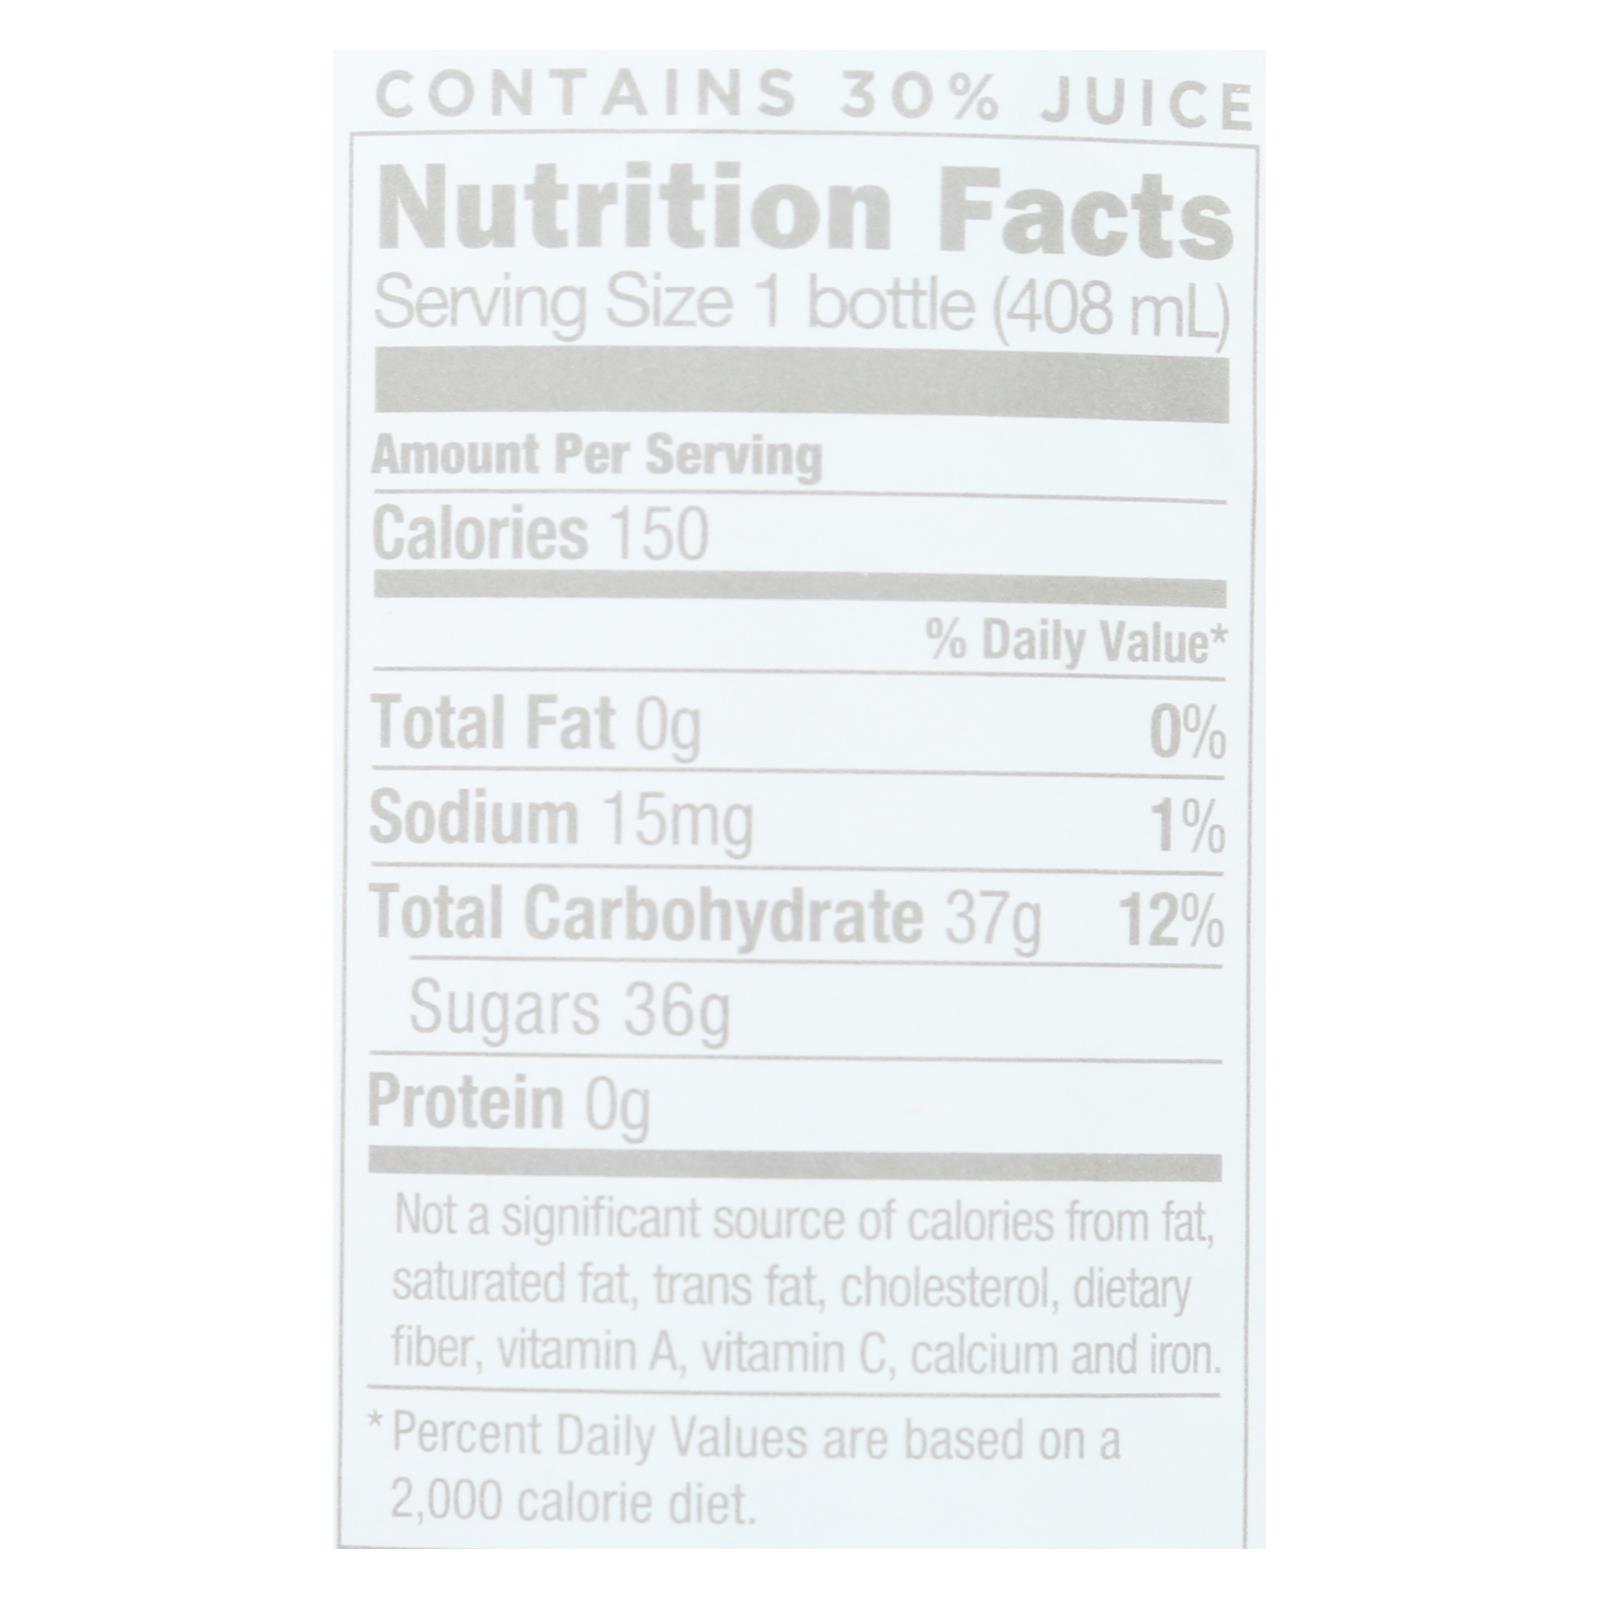 CONTAINS 30% JUICE
Nutrition Facts
Serving Size 1 bottle (408 mL)
Amount Per Serving
Calories 150
% Daily Value*
Total Fat 0g 0%
Sodium 15mg 1%
Total Carbohydrate 37g 12%
Sugars 36g
Protein 0g
Not a significant source of calories from fat,
saturated fat, trans fat, cholesterol, dietary
fiber, vitamin A, vitamin C, calcium and iron.
* Percent Daily Values are based on a
2,000 calorie diet.